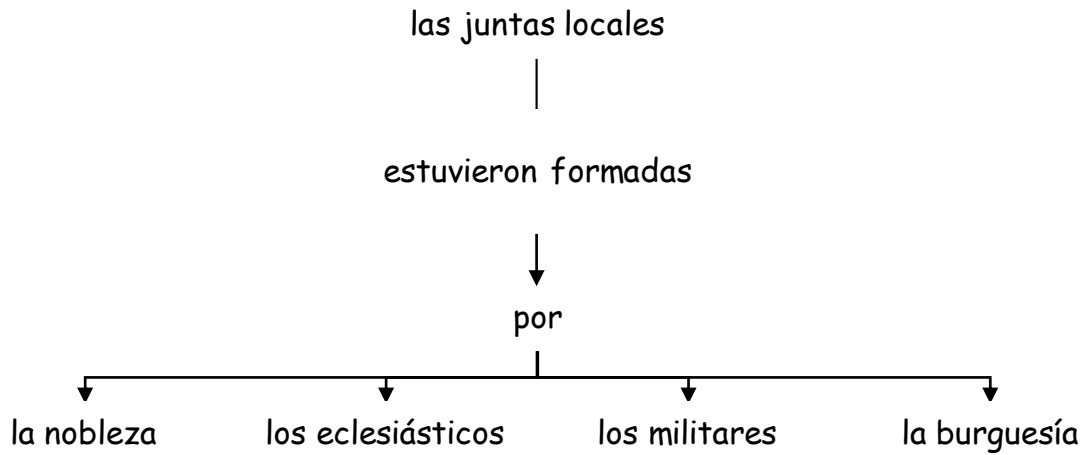 las juntas locales
estuvieron formadas
por
la nobleza los eclesiásticos los militares la burguesía